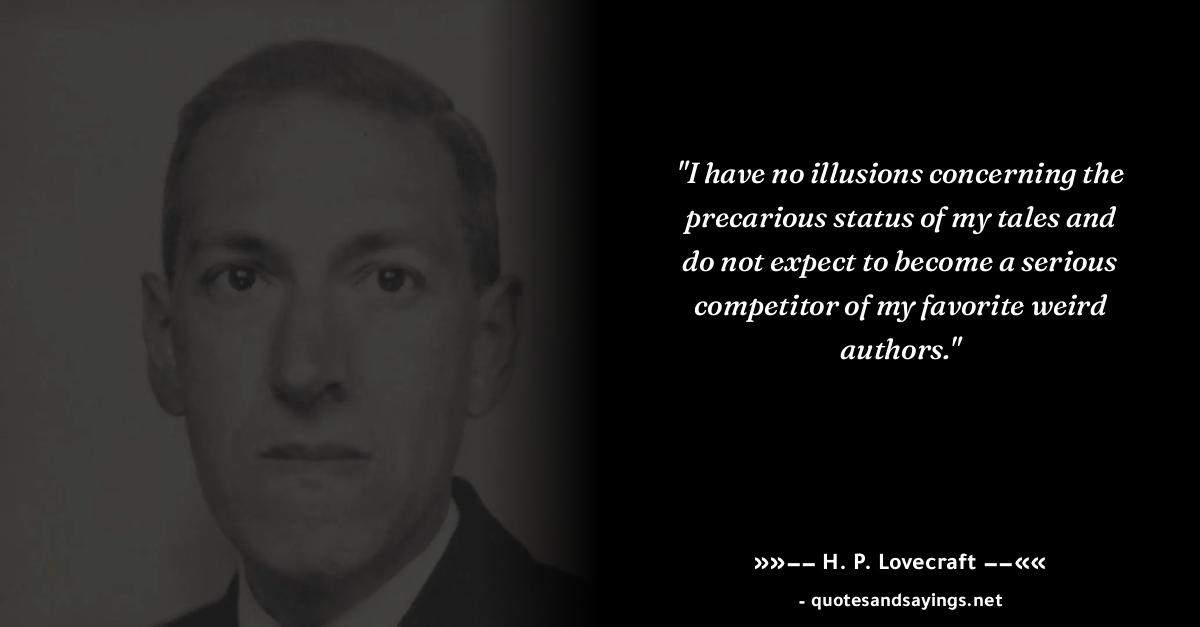 "I have no illusions concerning the
precarious status of my tales and
do not expect to become a serious
competitor of my favorite weird
authors."
»»−− H. P. Lovecraft −−««
- quotesandsayings.net